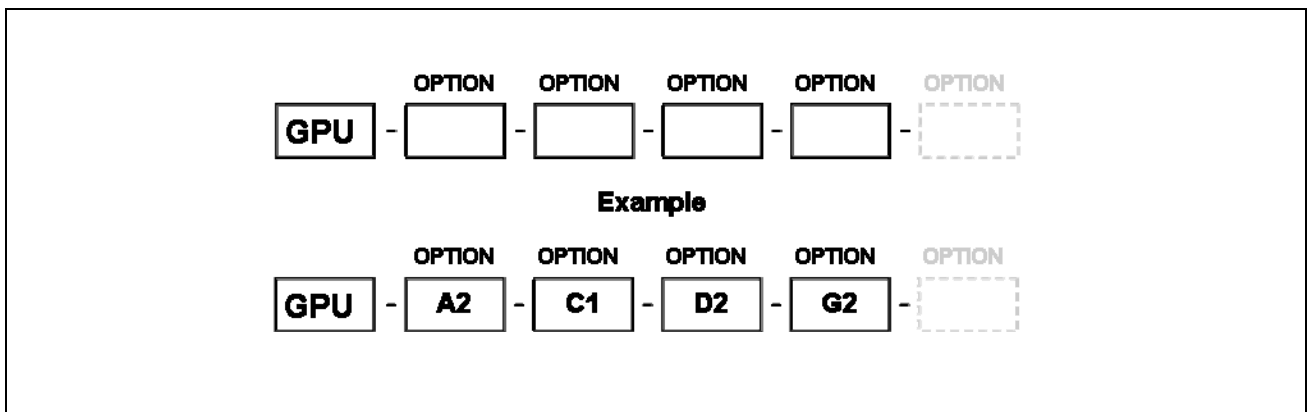 OPTION OPTION OPTION OPTION OPTION
GPU - - - - -
Example
OPTION OPTION OPTION OPTION OPTION
GPU - A2 - C1 - D2 - G2 -